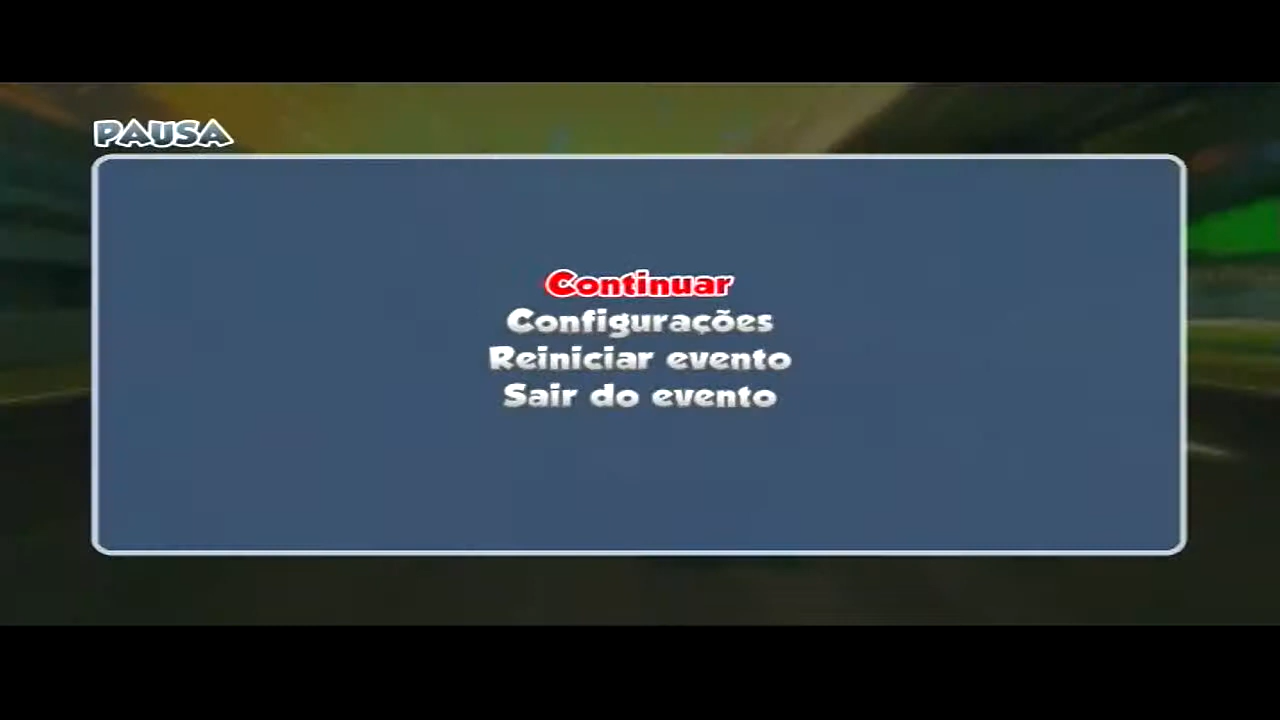 PAUSA
Continuar
Configurações
Reiniciar evento
Sair do evento